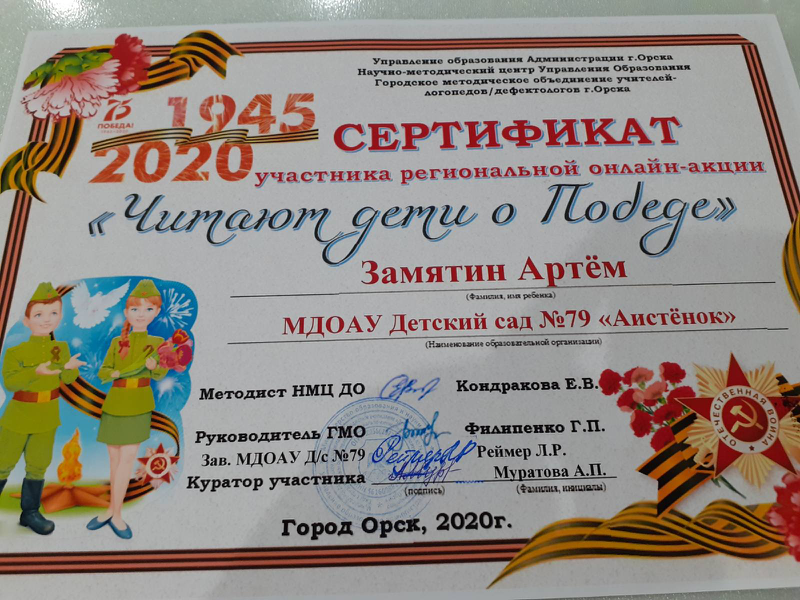 Управление образования Администрации г.Орска
Научно-методический центр Управления Образования
Городское методическое объединение учителей-
логопедов/дефектологов г.Орска
75
ПОБЕДА!
1945
2020
СЕРТИФИКАТ
участника региональной онлайн-акции
«Читают дети о Победе»
Замятин Артём
(Фамилия, имя ребенка)
МДОАУ Детский сад №79 «Аистёнок»
(Наименование образовательной организации)
Методист НМЦ ДО Кондракова Е.В.
Руководитель ГМО Филипенко Г.П.
Зав. МДОАУ Д/с №79 Реймер Л.Р.
Куратор участника Муратова А.П.
(подпись) (Фамилия, инициалы)
ОТЕЧЕСТВЕННАЯ ВОЙНА
Город Орск, 2020г.